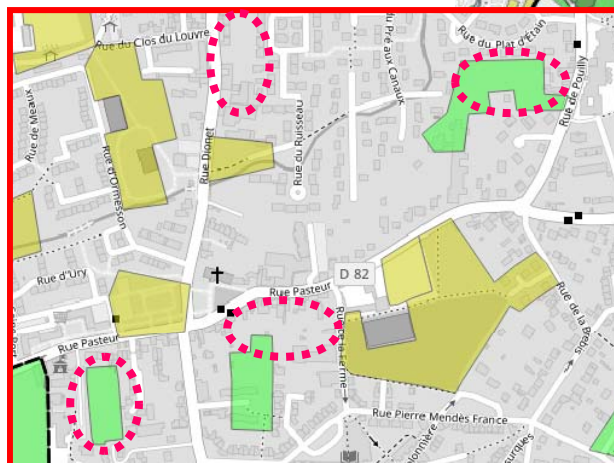 Rue du Clos du Louvre
Rue du Pré aux Canaux
Rue du Plat d'Étain
Rue de Pouilly
Rue de Meaux
Rue d'Ormesson
Rue Dionet
Rue du Ruisseau
Rue d'Ury
D 82
Rue Pasteur
Rue Pasteur
Rue de la Ferme
Rue de la Brebis
Rue Pierre Mendès France